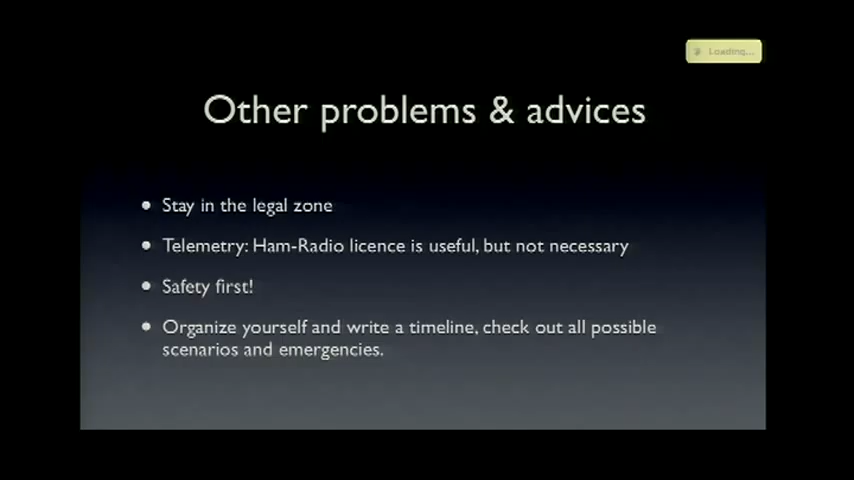 Loading...
Other problems & advices
• Stay in the legal zone
• Telemetry: Ham-Radio licence is useful, but not necessary
• Safety first!
• Organize yourself and write a timeline, check out all possible
scenarios and emergencies.